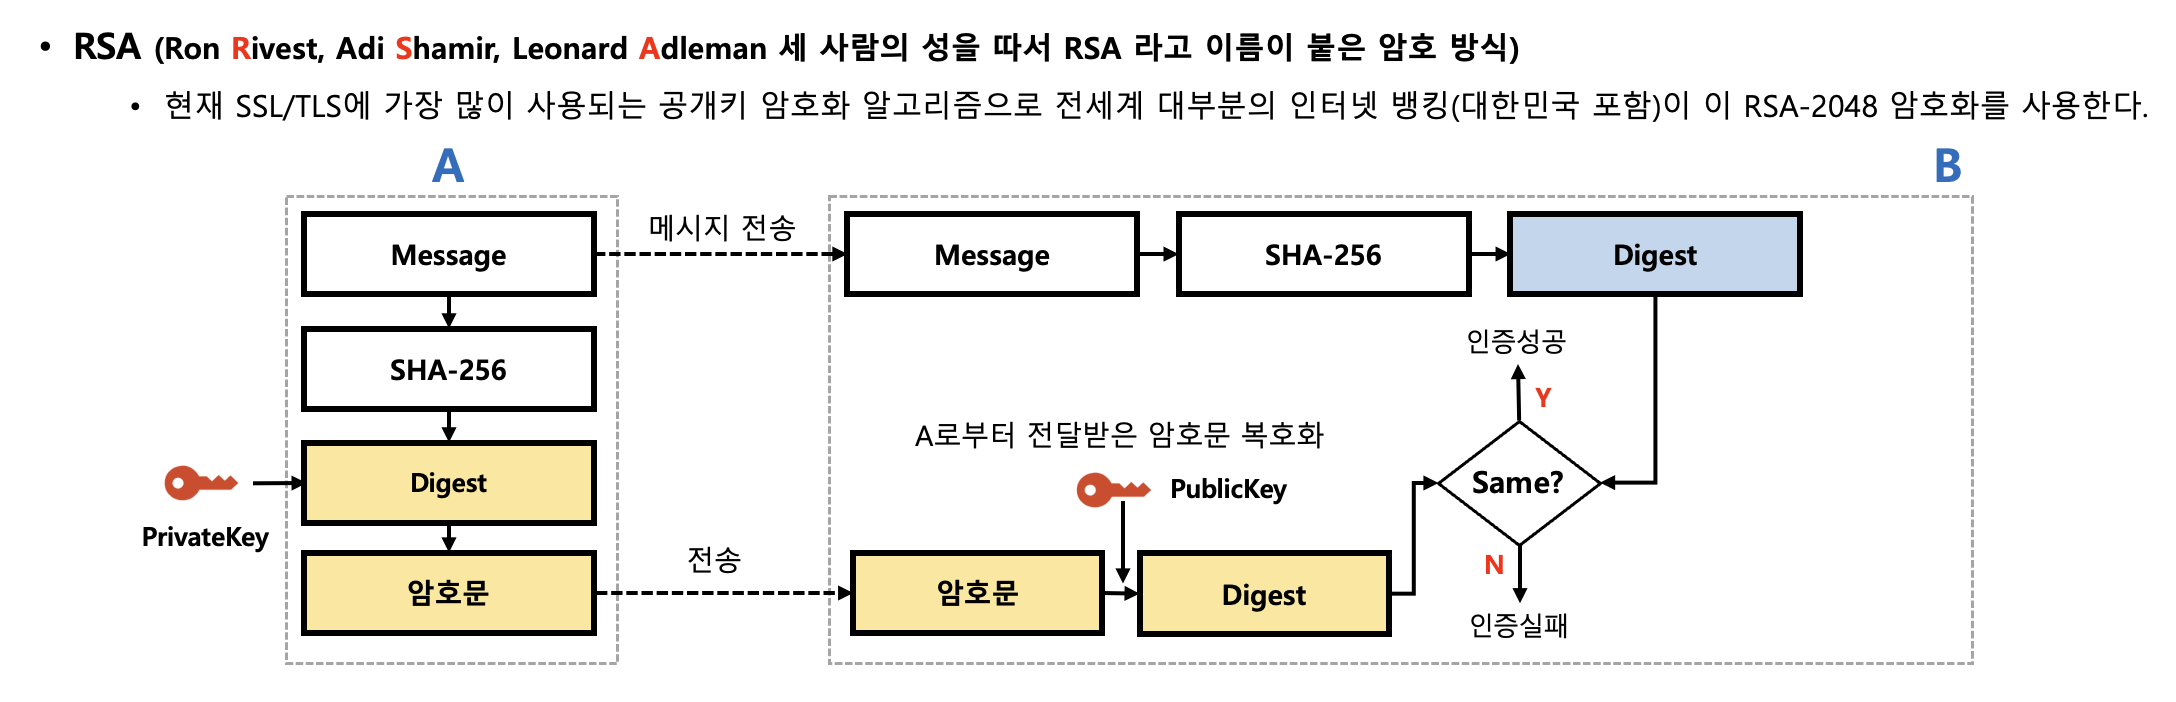 • RSA (Ron Rivest, Adi Shamir, Leonard Adleman 세 사람의 성을 따서 RSA 라고 이름이 붙은 암호 방식)
• 현재 SSL/TLS에 가장 많이 사용되는 공개키 암호화 알고리즘으로 전세계 대부분의 인터넷 뱅킹(대한민국 포함)이 이 RSA-2048 암호화를 사용한다.
A
Message
SHA-256
Digest
암호문
PrivateKey
메시지 전송
전송
B
Message
SHA-256
Digest
A로부터 전달받은 암호문 복호화
PublicKey
암호문
Digest
인증성공
Y
Same?
N
인증실패